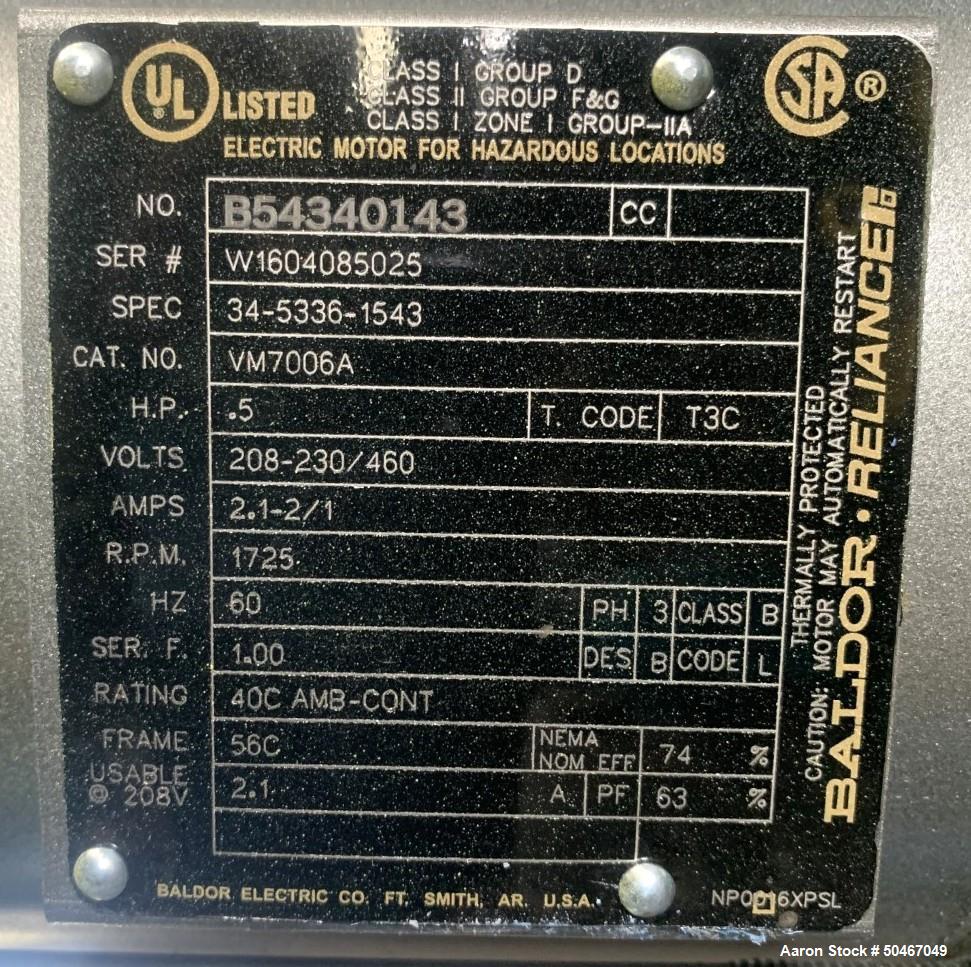 UL LISTED
CLASS I GROUP D
CLASS II GROUP F&G
CLASS I ZONE I GROUP-IIA
SA ®
ELECTRIC MOTOR FOR HAZARDOUS LOCATIONS
NO. B54340143 CC
SER # W1604085025
SPEC 34-5336-1543
CAT. NO. VM7006A
H.P. .5 T. CODE T3C
VOLTS 208-230/460
AMPS 2.1-2/1
R.P.M. 1725
HZ 60 PH 3 CLASS B
SER. F. 1.00 DES B CODE L
RATING 40C AMB-CONT
FRAME 56C NEMA NOM EFF 74 %
USABLE @ 208V 2.1 A PF 63 %
THERMALLY PROTECTED
CAUTION: MOTOR MAY AUTOMATICALLY RESTART
BALDOR · RELIANCE
BALDOR ELECTRIC CO. FT. SMITH, AR. U.S.A.
Aaron Stock # 50467049